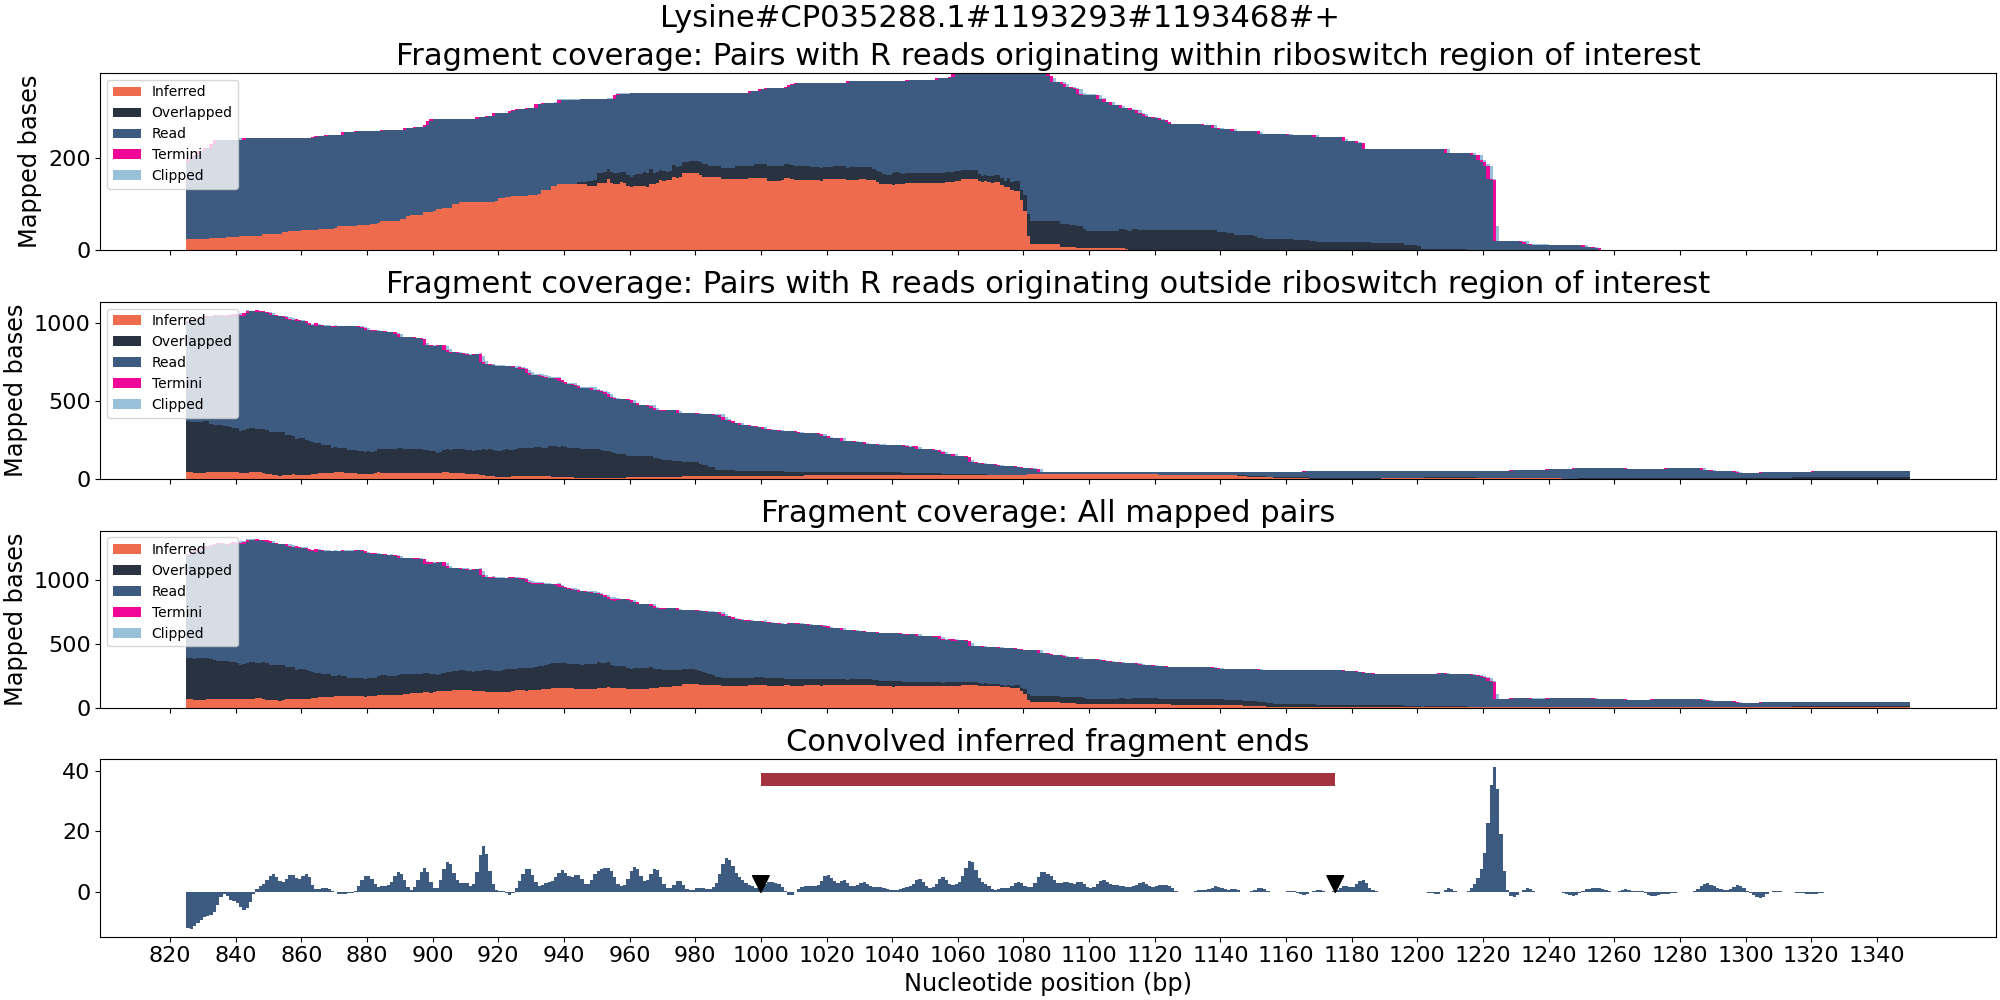 Lysine#CP035288.1#1193293#1193468#+
Fragment coverage: Pairs with R reads originating within riboswitch region of interest
Mapped bases
200
0
Inferred
Overlapped
Read
Termini
Clipped
Fragment coverage: Pairs with R reads originating outside riboswitch region of interest
Mapped bases
1000
500
0
Inferred
Overlapped
Read
Termini
Clipped
Fragment coverage: All mapped pairs
Mapped bases
1000
500
0
Inferred
Overlapped
Read
Termini
Clipped
Convolved inferred fragment ends
40
20
0
820 840 860 880 900 920 940 960 980 1000 1020 1040 1060 1080 1100 1120 1140 1160 1180 1200 1220 1240 1260 1280 1300 1320 1340
Nucleotide position (bp)